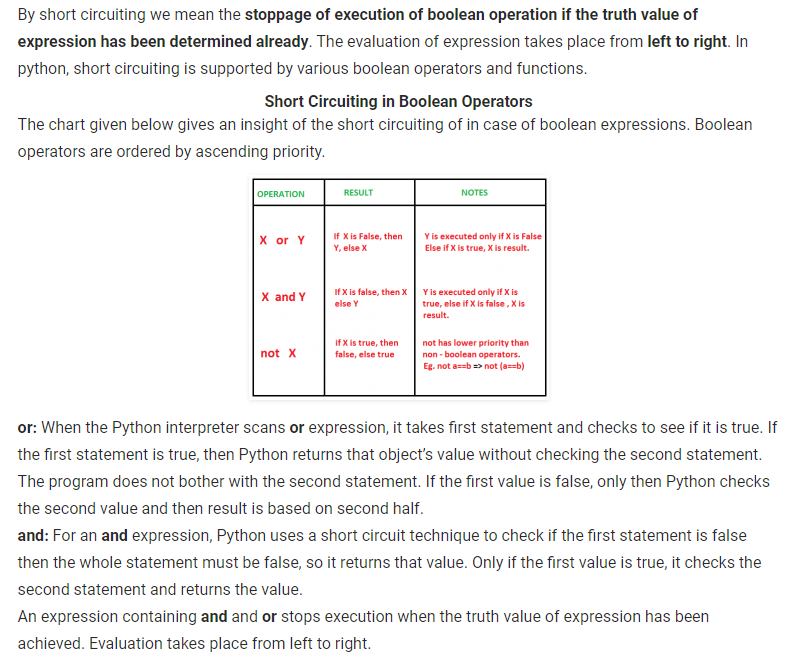 By short circuiting we mean the stoppage of execution of boolean operation if the truth value of
expression has been determined already. The evaluation of expression takes place from left to right. In
python, short circuiting is supported by various boolean operators and functions.
Short Circuiting in Boolean Operators
The chart given below gives an insight of the short circuiting of in case of boolean expressions. Boolean
operators are ordered by ascending priority.
OPERATION RESULT NOTES
X or Y
If X is False, then
Y, else X
Y is executed only if X is False
Else if X is true, X is result.
X and Y
If X is false, then X
else Y
Y is executed only if X is
true, else if X is false , X is
result.
not X
if X is true, then
false, else true
not has lower priority than
non - boolean operators.
Eg. not a==b => not (a==b)
or: When the Python interpreter scans or expression, it takes first statement and checks to see if it is true. If
the first statement is true, then Python returns that object’s value without checking the second statement.
The program does not bother with the second statement. If the first value is false, only then Python checks
the second value and then result is based on second half.
and: For an and expression, Python uses a short circuit technique to check if the first statement is false
then the whole statement must be false, so it returns that value. Only if the first value is true, it checks the
second statement and returns the value.
An expression containing and and or stops execution when the truth value of expression has been
achieved. Evaluation takes place from left to right.